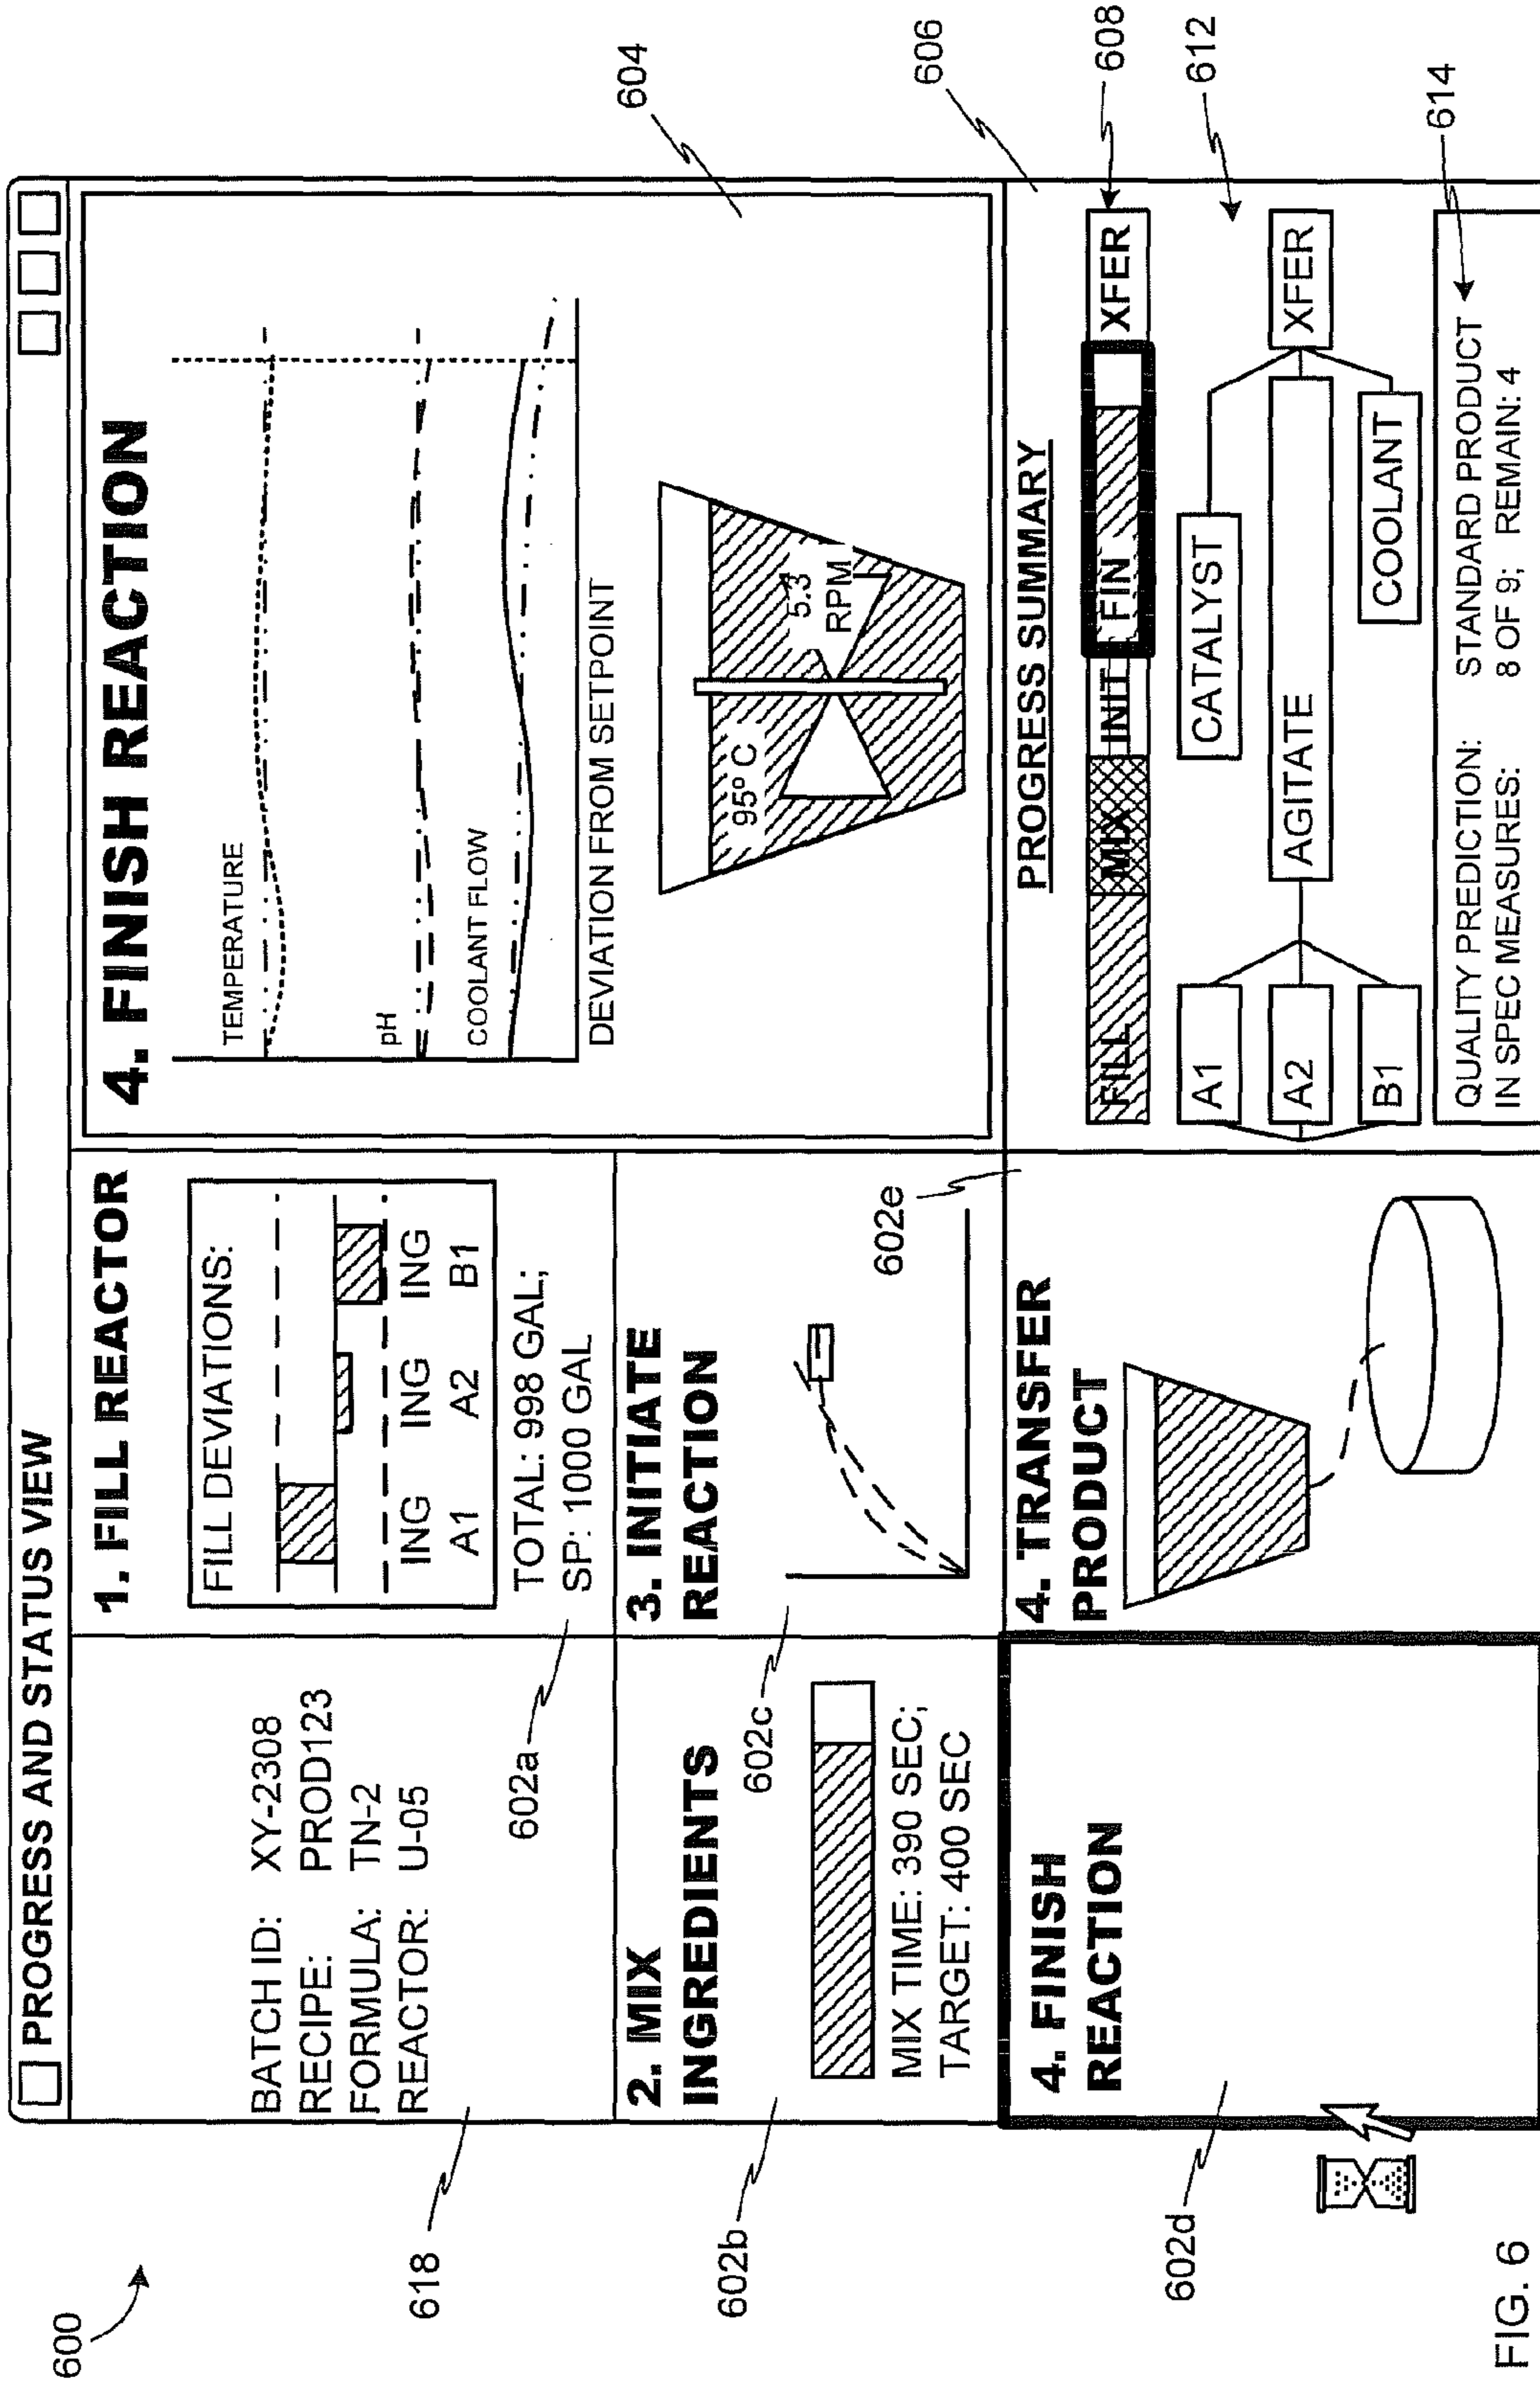 600
PROGRESS AND STATUS VIEW
BATCH ID: XY-2308
RECIPE: PROD123
FORMULA: TN-2
REACTOR: U-05
618
1. FILL REACTOR
FILL DEVIATIONS:
ING ING ING
A1 A2 B1
TOTAL: 998 GAL;
SP: 1000 GAL
602a
2. MIX
INGREDIENTS
MIX TIME: 390 SEC;
TARGET: 400 SEC
602b
3. INITIATE
REACTION
602c
4. FINISH REACTION
TEMPERATURE
pH
COOLANT FLOW
DEVIATION FROM SETPOINT
95° C
5.3
RPM
604
4. FINISH
REACTION
602d
4. TRANSFER
PRODUCT
602e
606
PROGRESS SUMMARY
FILL MIX INIT FIN XFER
608
A1 CATALYST
A2 AGITATE XFER
B1 COOLANT
612
QUALITY PREDICTION: STANDARD PRODUCT
IN SPEC MEASURES: 8 OF 9; REMAIN: 4
614
FIG. 6